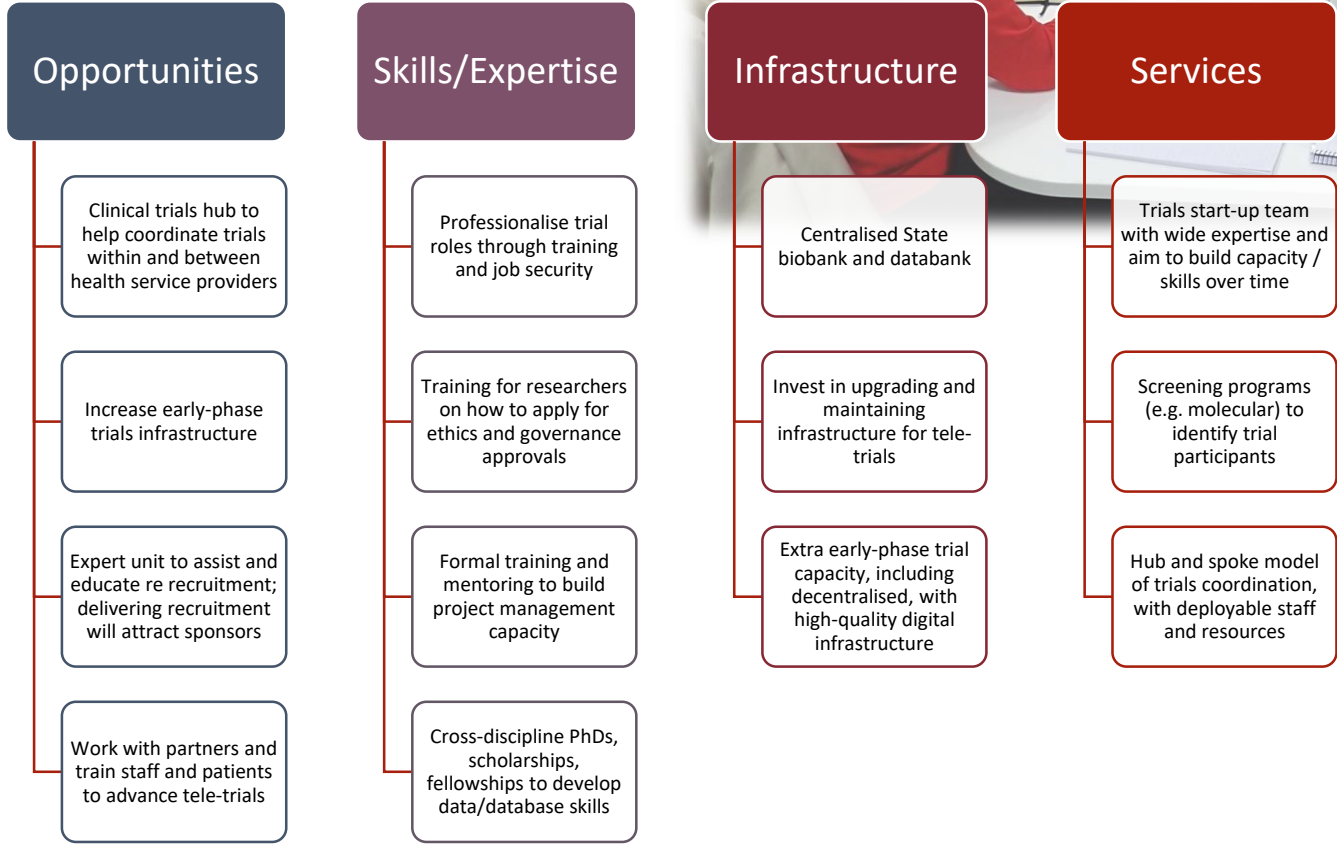 Opportunities
Clinical trials hub to
help coordinate trials
within and between
health service providers
Increase early-phase
trials infrastructure
Expert unit to assist and
educate re recruitment;
delivering recruitment
will attract sponsors
Work with partners and
train staff and patients
to advance tele-trials
Skills/Expertise
Professionalise trial
roles through training
and job security
Training for researchers
on how to apply for
ethics and governance
approvals
Formal training and
mentoring to build
project management
capacity
Cross-discipline PhDs,
scholarships,
fellowships to develop
data/database skills
Infrastructure
Centralised State
biobank and databank
Invest in upgrading and
maintaining
infrastructure for tele-
trials
Extra early-phase trial
capacity, including
decentralised, with
high-quality digital
infrastructure
Services
Trials start-up team
with wide expertise and
aim to build capacity /
skills over time
Screening programs
(e.g. molecular) to
identify trial
participants
Hub and spoke model
of trials coordination,
with deployable staff
and resources